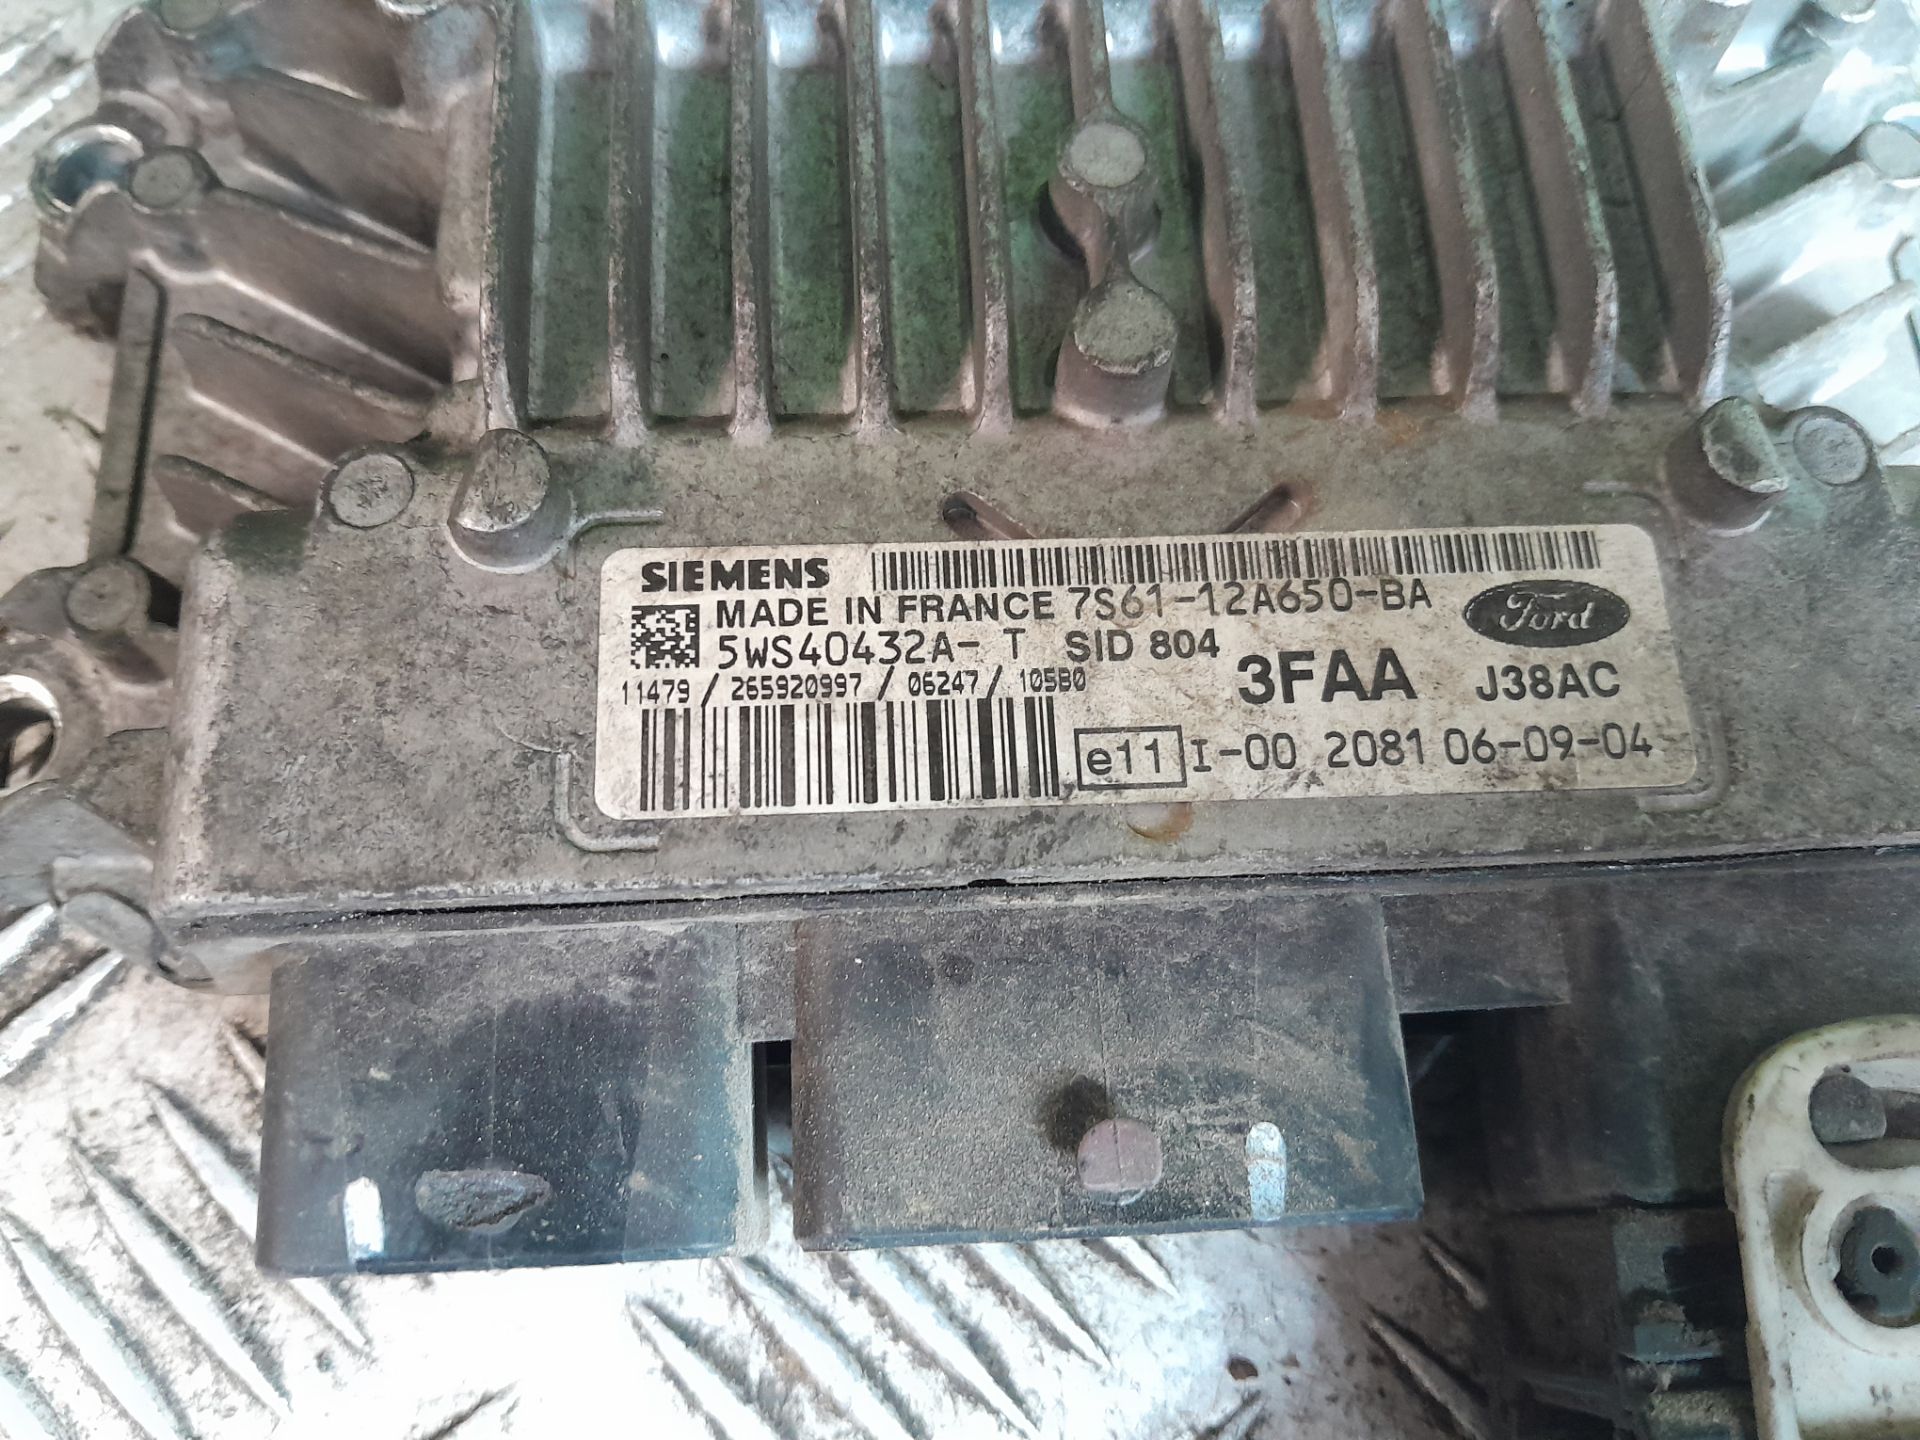 SIEMENS
MADE IN FRANCE 7S61-12A650-BA
Ford
5WS40432A- T SID 804
3FAA J38AC
11479 / 265920997 / 06247 / 105B0
e11 I-00 2081 06-09-04